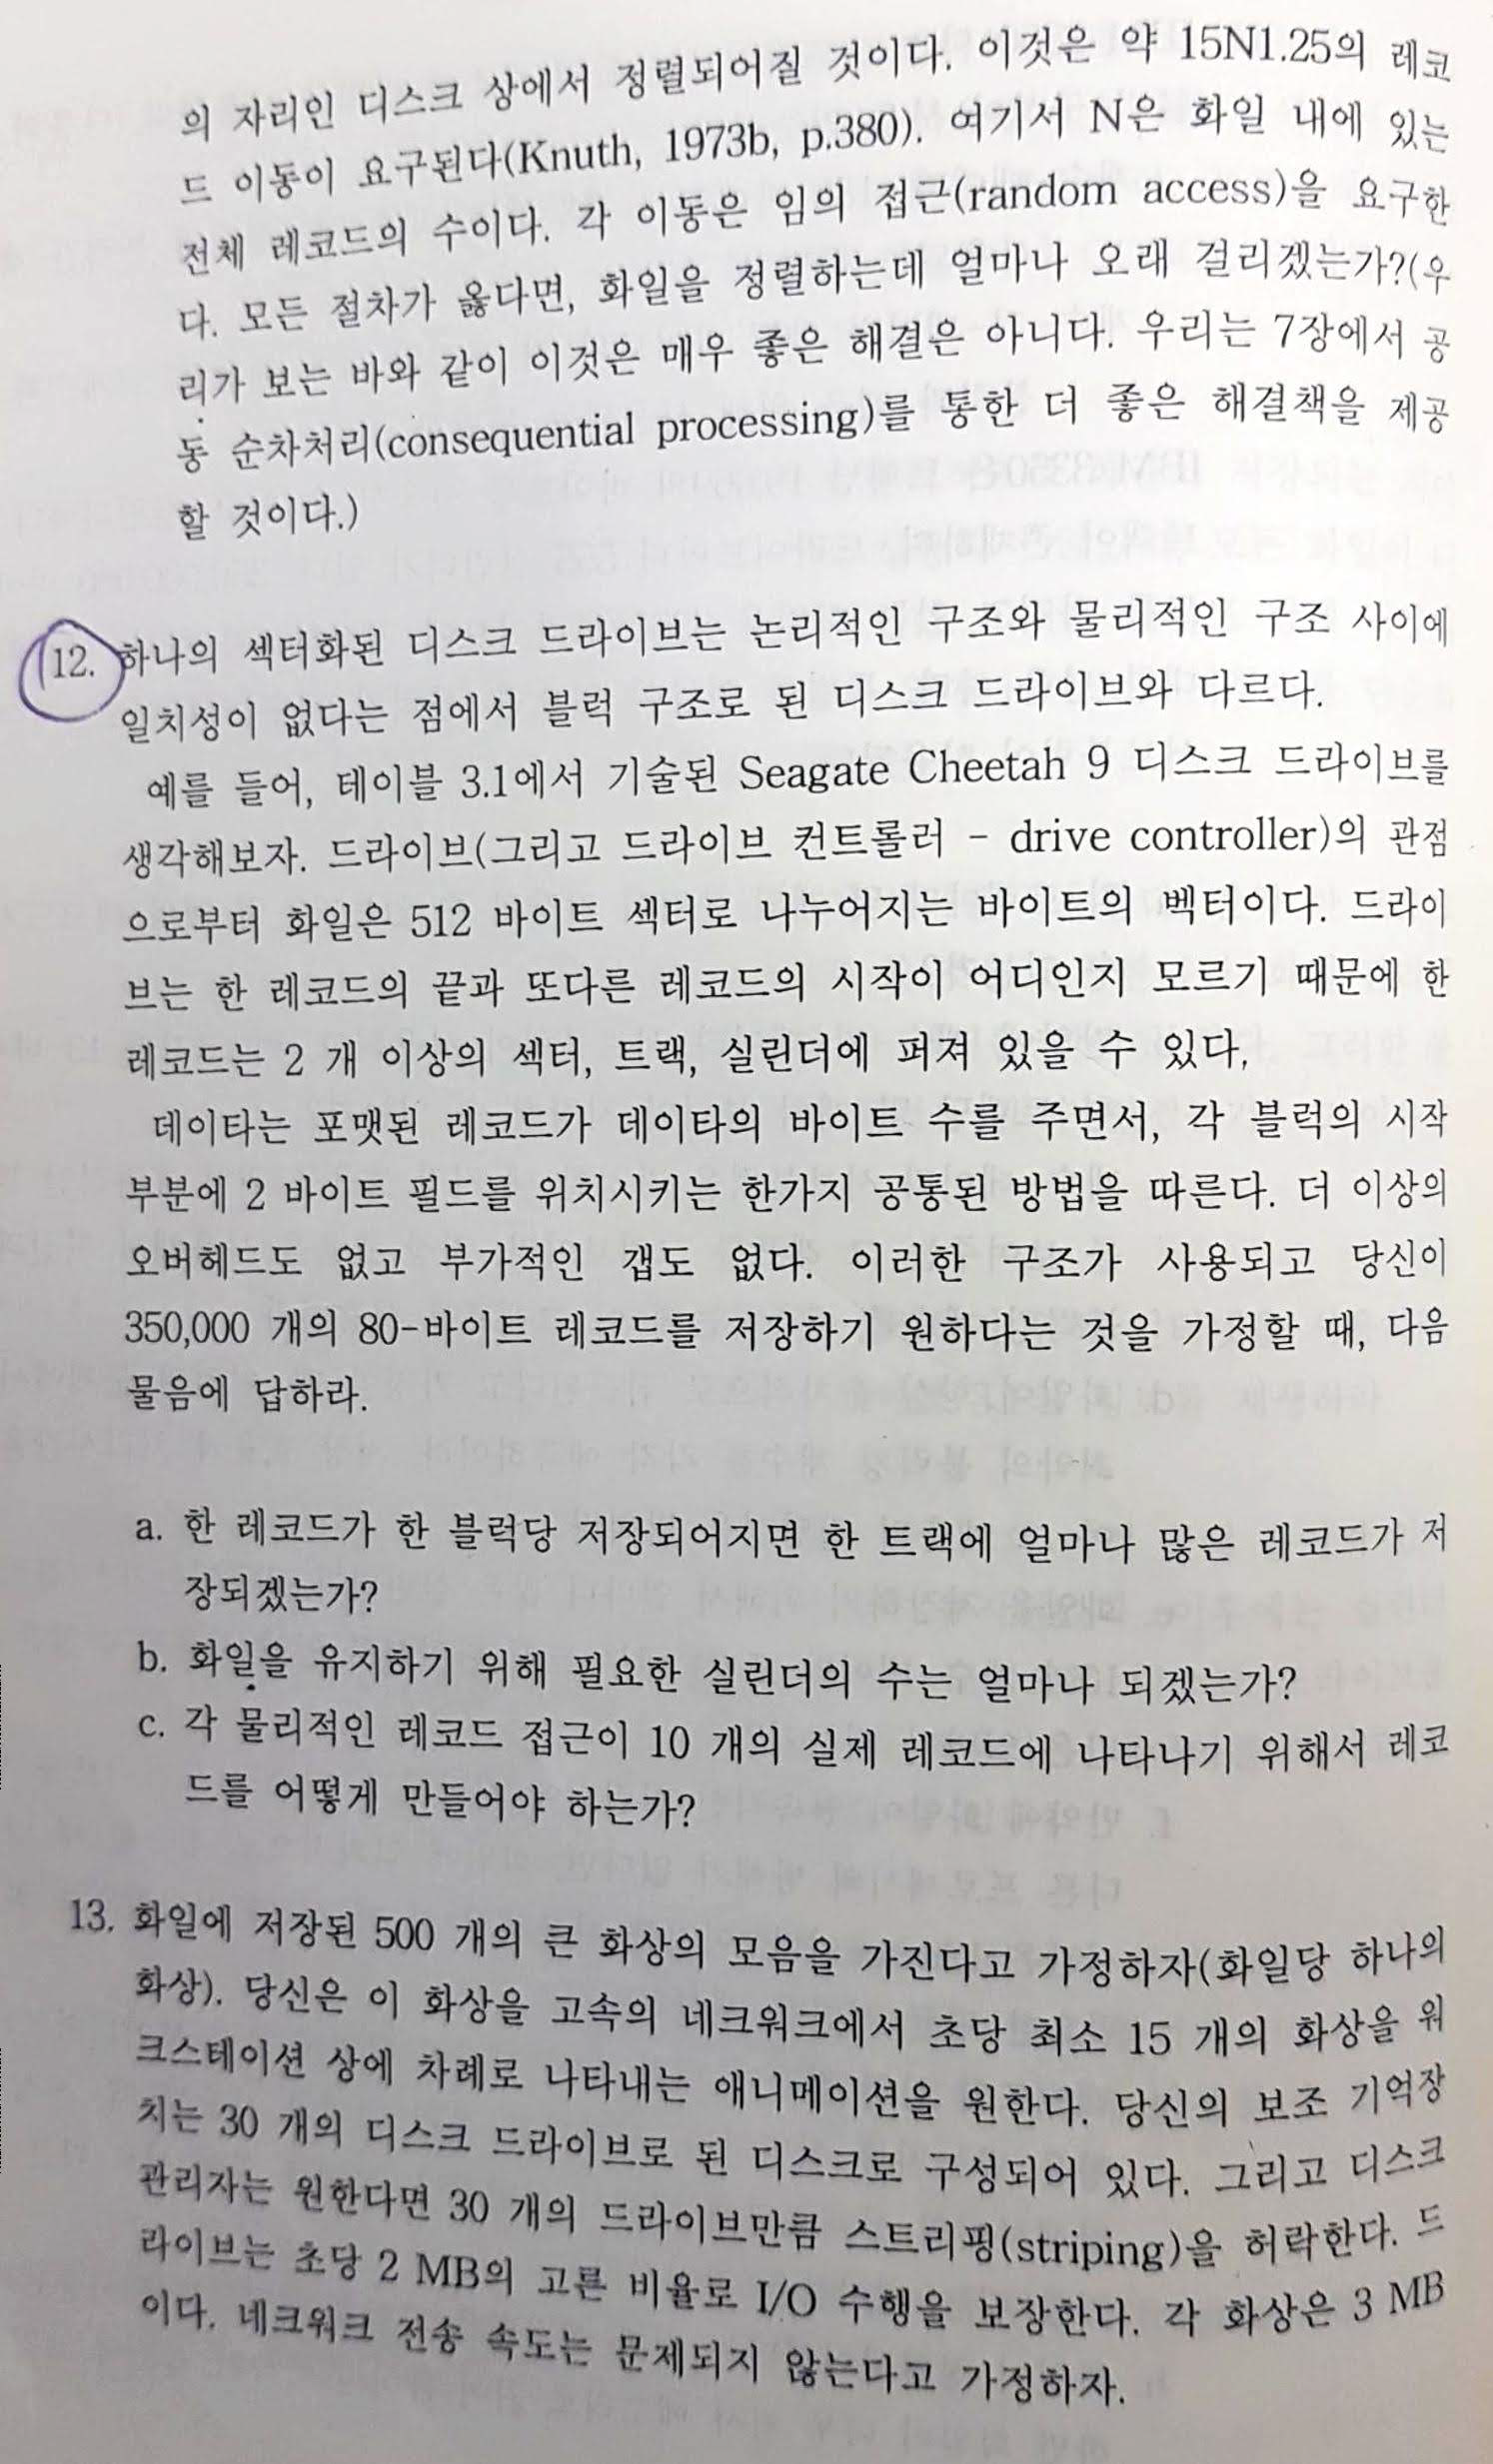 의 자리인 디스크 상에서 정렬되어질 것이다. 이것은 약 15N1.25의 레코
드 이동이 요구된다(Knuth, 1973b, p.380). 여기서 N은 화일 내에 있는
전체 레코드의 수이다. 각 이동은 임의 접근(random access)을 요구한
다. 모든 절차가 옳다면, 화일을 정렬하는데 얼마나 오래 걸리겠는가?(우
리가 보는 바와 같이 이것은 매우 좋은 해결은 아니다. 우리는 7장에서 공
동 순차처리(consequential processing)를 통한 더 좋은 해결책을 제공
할 것이다.)
12. 하나의 섹터화된 디스크 드라이브는 논리적인 구조와 물리적인 구조 사이에
일치성이 없다는 점에서 블럭 구조로 된 디스크 드라이브와 다르다.
예를 들어, 테이블 3.1에서 기술된 Seagate Cheetah 9 디스크 드라이브를
생각해보자. 드라이브(그리고 드라이브 컨트롤러 - drive controller)의 관점
으로부터 화일은 512 바이트 섹터로 나누어지는 바이트의 벡터이다. 드라이
브는 한 레코드의 끝과 또다른 레코드의 시작이 어디인지 모르기 때문에 한
레코드는 2 개 이상의 섹터, 트랙, 실린더에 퍼져 있을 수 있다.
데이타는 포맷된 레코드가 데이타의 바이트 수를 주면서, 각 블럭의 시작
부분에 2 바이트 필드를 위치시키는 한가지 공통된 방법을 따른다. 더 이상의
오버헤드도 없고 부가적인 갭도 없다. 이러한 구조가 사용되고 당신이
350,000 개의 80-바이트 레코드를 저장하기 원하다는 것을 가정할 때, 다음
물음에 답하라.
a. 한 레코드가 한 블럭당 저장되어지면 한 트랙에 얼마나 많은 레코드가 저
장되겠는가?
b. 화일을 유지하기 위해 필요한 실린더의 수는 얼마나 되겠는가?
c. 각 물리적인 레코드 접근이 10 개의 실제 레코드에 나타나기 위해서 레코
드를 어떻게 만들어야 하는가?
13. 화일에 저장된 500 개의 큰 화상의 모음을 가진다고 가정하자(화일당 하나의
화상). 당신은 이 화상을 고속의 네크워크에서 초당 최소 15 개의 화상을 워
크스테이션 상에 차례로 나타내는 애니메이션을 원한다. 당신의 보조 기억장
치는 30 개의 디스크 드라이브로 된 디스크로 구성되어 있다. 그리고 디스크
관리자는 원한다면 30 개의 드라이브만큼 스트리핑(striping)을 허락한다. 드
라이브는 초당 2 MB의 고른 비율로 I/O 수행을 보장한다. 각 화상은 3 MB
이다. 네크워크 전송 속도는 문제되지 않는다고 가정하자.